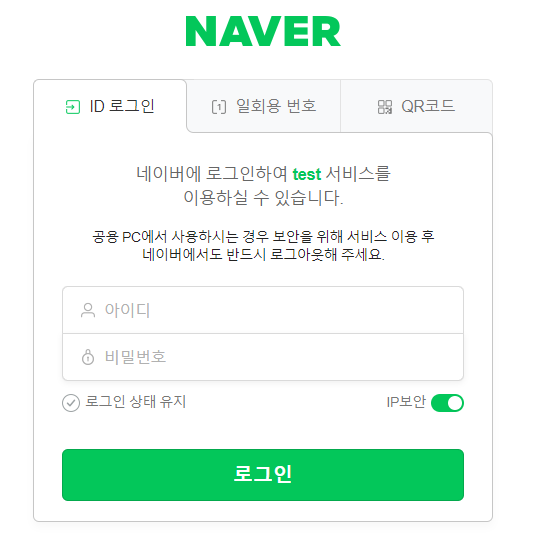 NAVER
ID 로그인
1 일회용 번호
QR코드
네이버에 로그인하여 test 서비스를
이용하실 수 있습니다.
공용 PC에서 사용하시는 경우 보안을 위해 서비스 이용 후
네이버에서도 반드시 로그아웃해 주세요.
아이디
비밀번호
로그인 상태 유지
IP보안
로그인